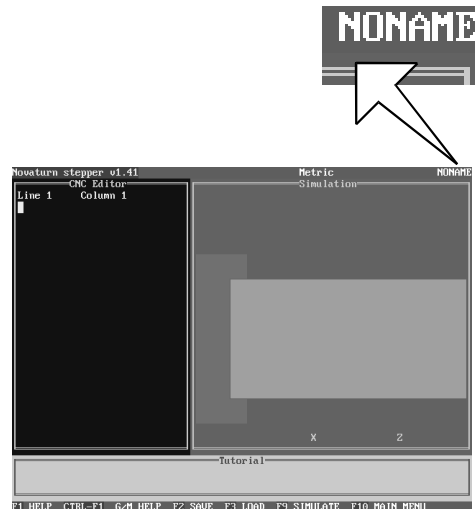 NONAME
Novaturn stepper v1.41 Metric NONAME
CNC Editor Simulation
Line 1 Column 1
X Z
Tutorial
F1 HELP CTRL-F1 G/M HELP F2 SAVE F3 LOAD F9 SIMULATE F10 MAIN MENU